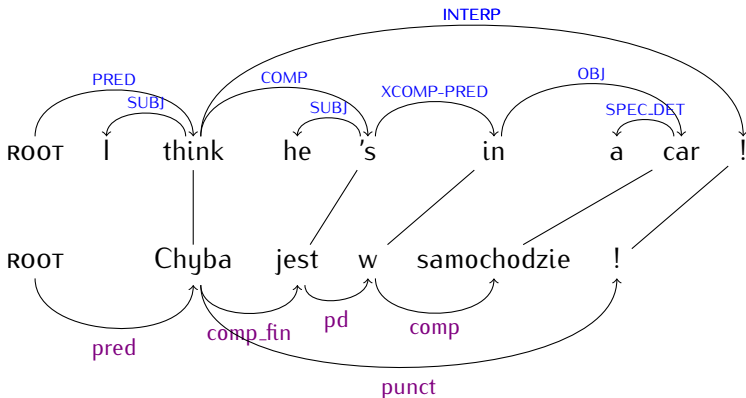 INTERP
PRED COMP OBJ
SUBJ SUBJ XCOMP-PRED SPEC_DET
ROOT I think he 's in a car !
ROOT Chyba jest w samochodzie !
pred comp_fin pd comp
punct